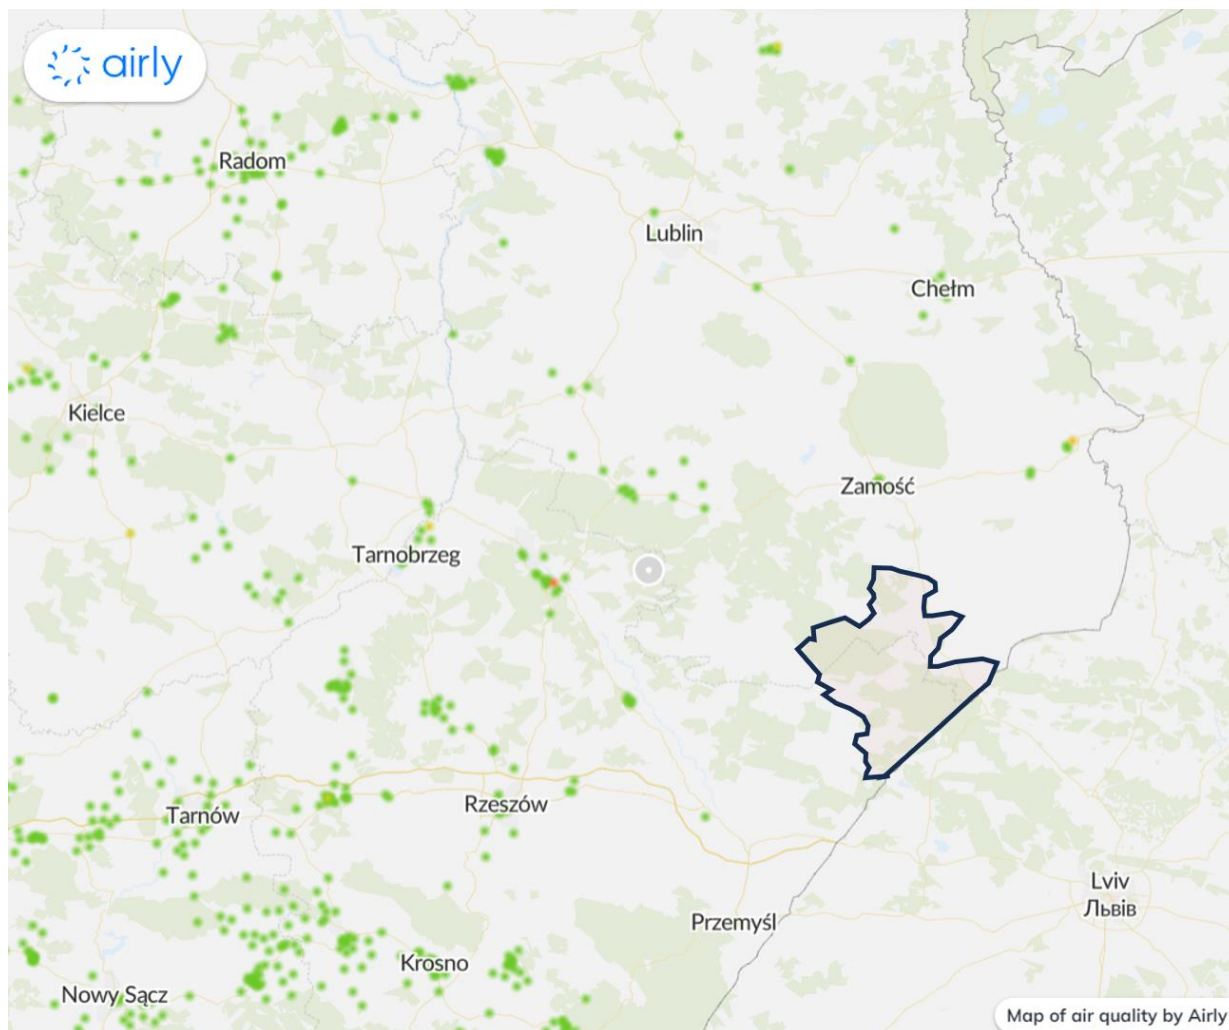 airly
Radom
Lublin
Chełm
Kielce
Zamość
Tarnobrzeg
Rzeszów
Tarnów
Lviv
Львів
Przemyśl
Krosno
Nowy Sącz
Map of air quality by Airly